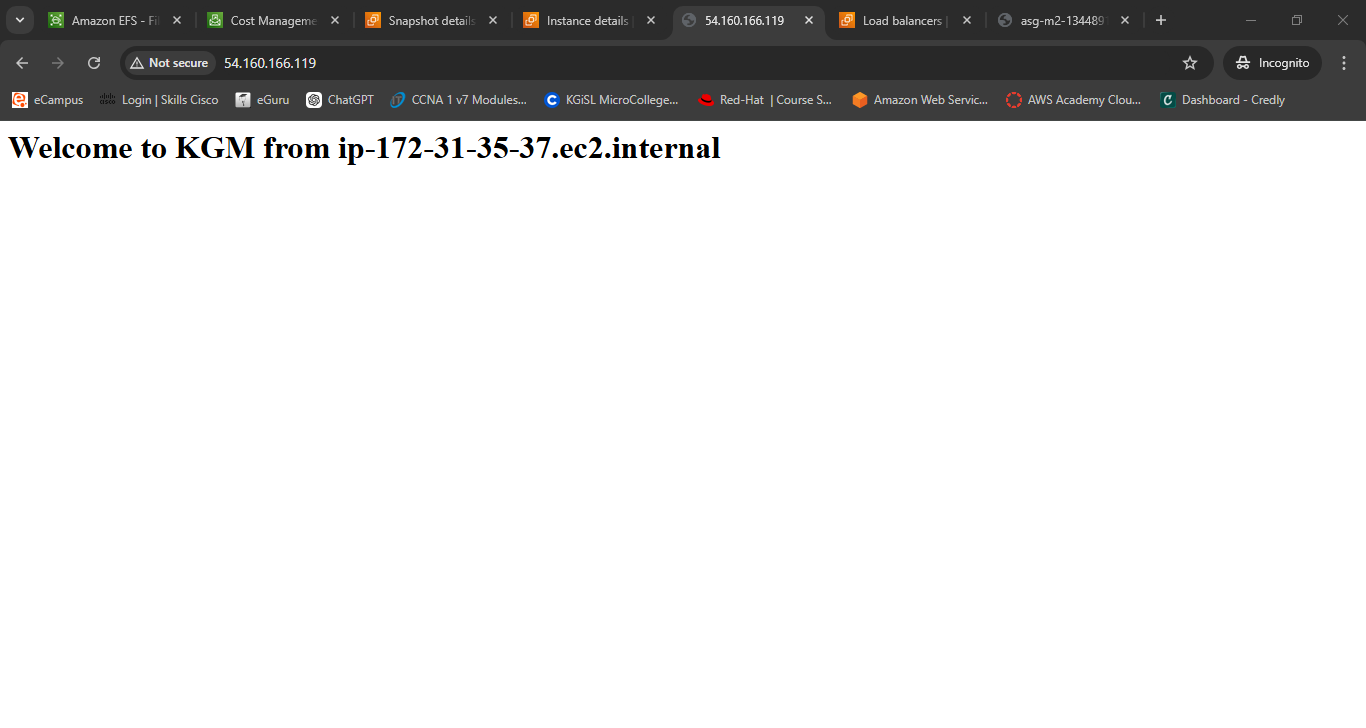 Amazon EFS - Fil
Cost Manageme
Snapshot details
Instance details |
54.160.166.119
Load balancers |
asg-m2-1344891
Not secure
54.160.166.119
Incognito
eCampus
Login | Skills Cisco
eGuru
ChatGPT
CCNA 1 v7 Modules...
KGiSL MicroCollege...
Red-Hat | Course S...
Amazon Web Servic...
AWS Academy Clou...
Dashboard - Credly
Welcome to KGM from ip-172-31-35-37.ec2.internal